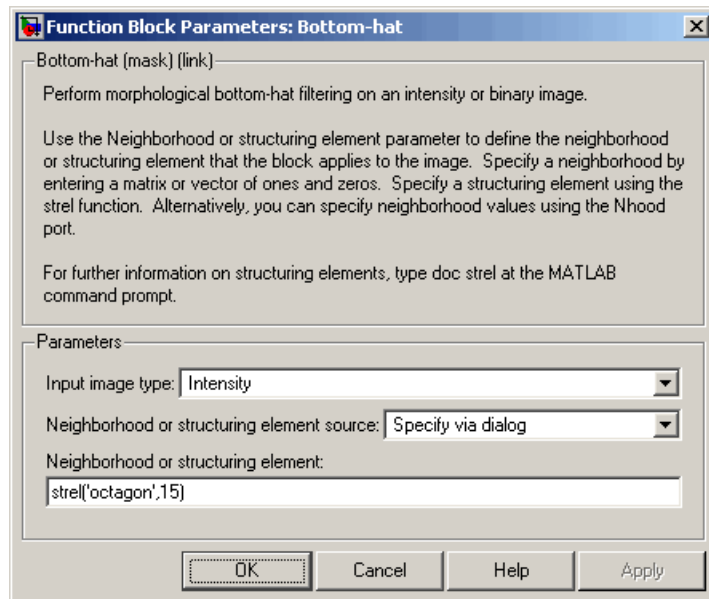 Function Block Parameters: Bottom-hat
Bottom-hat (mask) (link)
Perform morphological bottom-hat filtering on an intensity or binary image.
Use the Neighborhood or structuring element parameter to define the neighborhood
or structuring element that the block applies to the image. Specify a neighborhood by
entering a matrix or vector of ones and zeros. Specify a structuring element using the
strel function. Alternatively, you can specify neighborhood values using the Nhood
port.
For further information on structuring elements, type doc strel at the MATLAB
command prompt.
Parameters
Input image type: Intensity
Neighborhood or structuring element source: Specify via dialog
Neighborhood or structuring element:
strel('octagon',15)
OK Cancel Help Apply